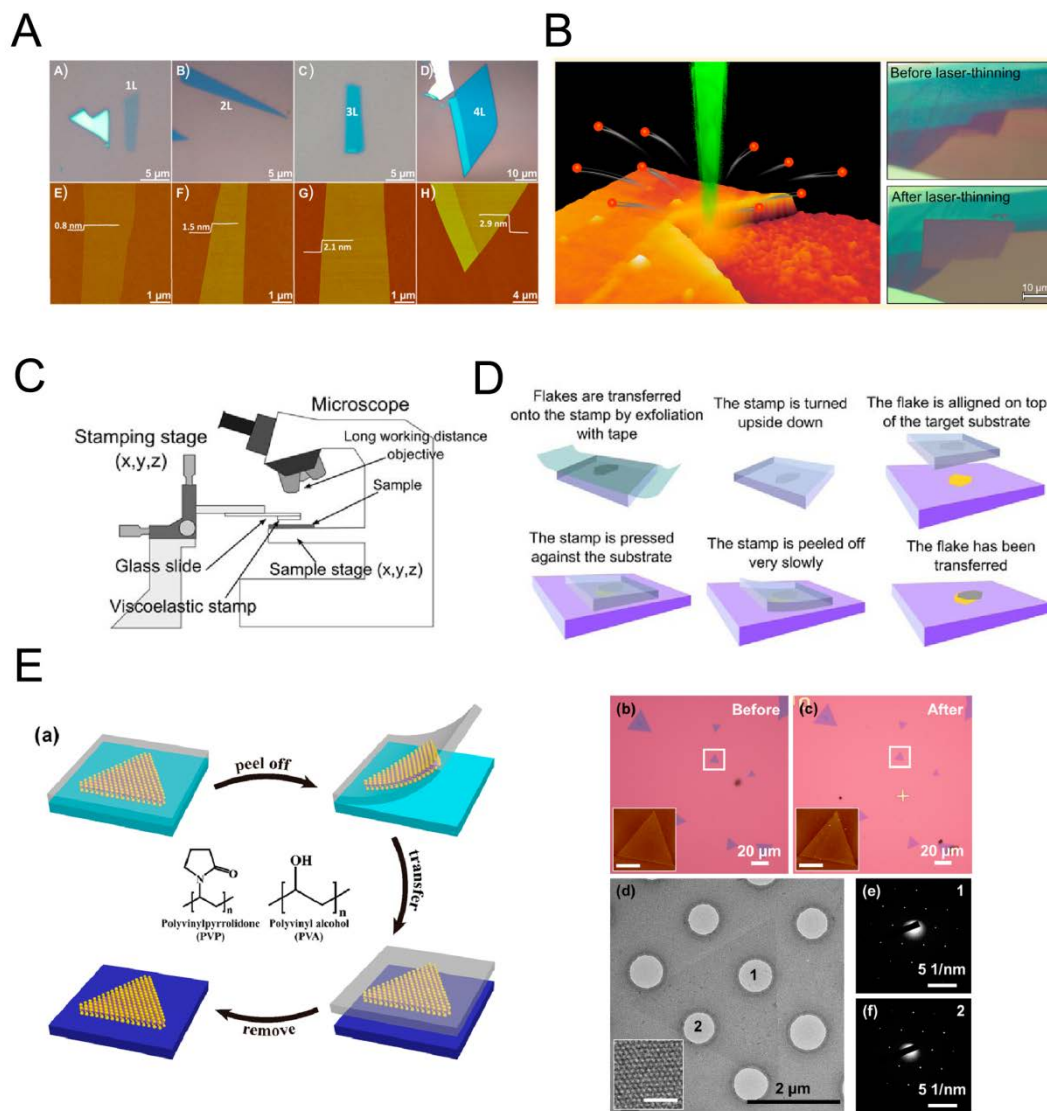 A
A)
1L
5 µm
B)
2L
5 µm
C)
3L
5 µm
D)
4L
10 µm
E)
0.8 nm
1 µm
F)
1.5 nm
1 µm
G)
2.1 nm
1 µm
H)
2.9 nm
4 µm
B
Before laser-thinning
After laser-thinning
10 µm
C
Microscope
Stamping stage
(x,y,z)
Long working distance
objective
Sample
Glass slide
Sample stage (x,y,z)
Viscoelastic stamp
D
Flakes are transferred
onto the stamp by exfoliation
with tape
The stamp is turned
upside down
The flake is alligned on top
of the target substrate
The stamp is pressed
against the substrate
The stamp is peeled off
very slowly
The flake has been
transferred
E
(a)
peel off
transfer
remove
N
O
n
Polyvinylpyrrolidone
(PVP)
OH
n
Polyvinyl alcohol
(PVA)
(b)
Before
20 µm
(c)
After
20 µm
(d)
1
2
2 µm
(e)
1
5 1/nm
(f)
2
5 1/nm